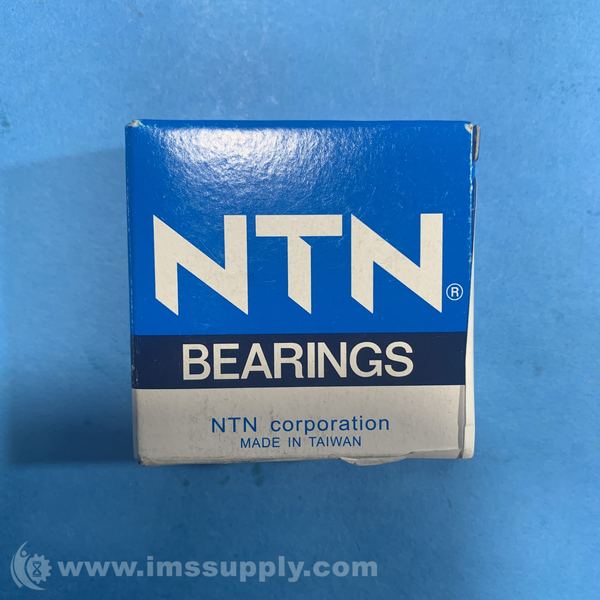 NTN®
BEARINGS
NTN corporation
MADE IN TAIWAN
www.imssupply.com